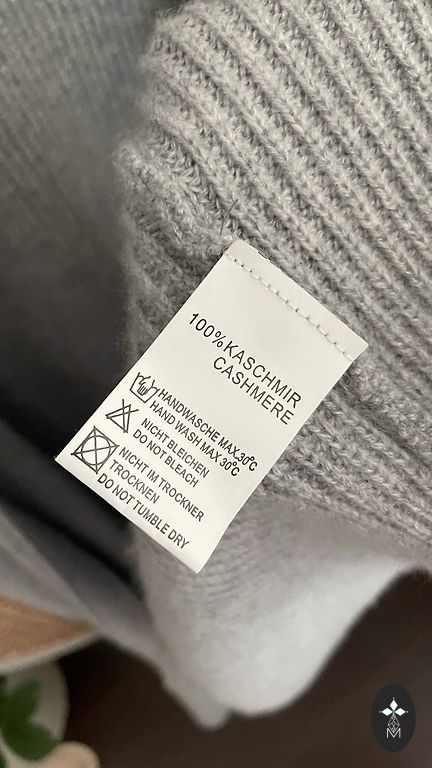 100% KASCHMIR
CASHMERE
HANDWASCHE MAX.30°C
HAND WASH MAX 30°C
NICHT BLEICHEN
DO NOT BLEACH
NICHT IM TROCKNER
TROCKNEN
DO NOT TUMBLE DRY
M